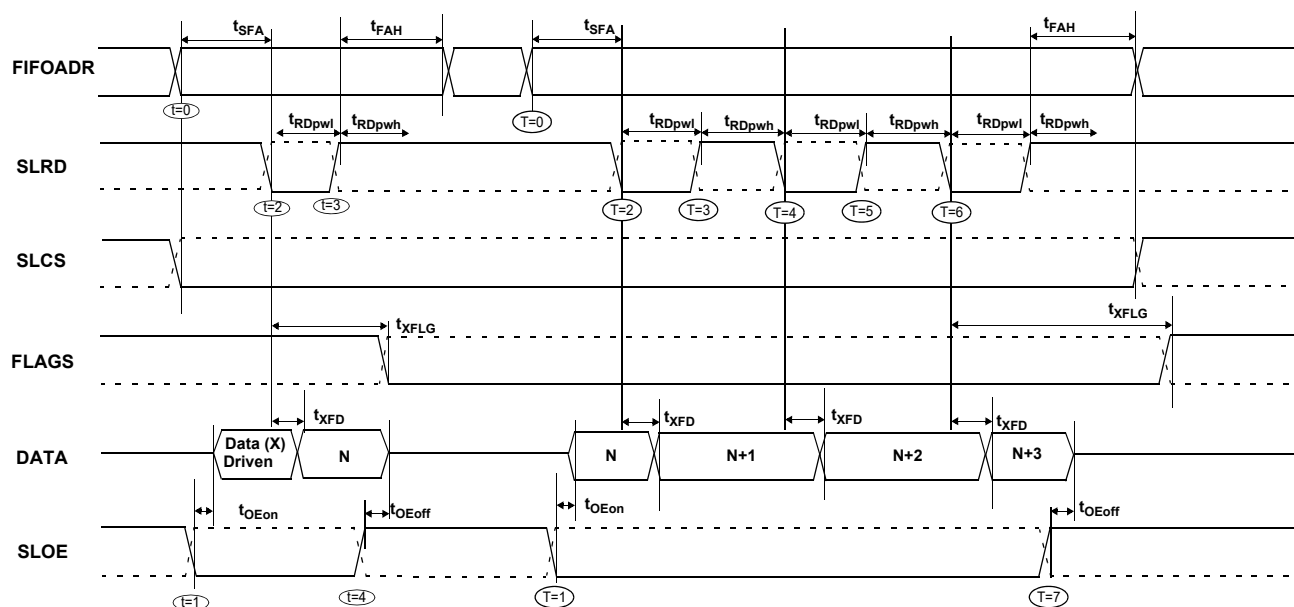 tSFA tFAH tSFA tFAH
FIFOADR
t=0 T=0
tRDpwl tRDpwh tRDpwl tRDpwh tRDpwl tRDpwh tRDpwl tRDpwh
SLRD
t=2 t=3 T=2 T=3 T=4 T=5 T=6
SLCS
tXFLG tXFLG
FLAGS
tXFD tXFD tXFD tXFD
DATA
Data (X)
Driven
N N N+1 N+2 N+3
tOEon tOEoff tOEon tOEoff
SLOE
t=1 t=4 T=1 T=7